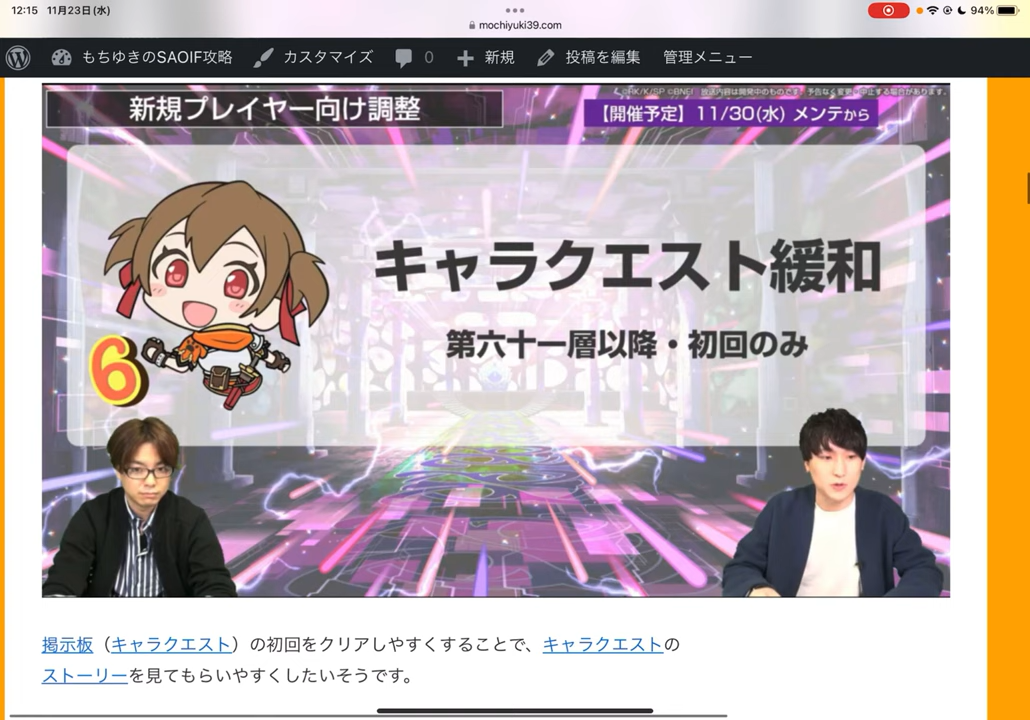 12:15 11月23日(水)
mochiyuki39.com
94%
もちゆきのSAOIF攻略 カスタマイズ 0 新規 投稿を編集 管理メニュー
新規プレイヤー向け調整
【開催予定】11/30(水) メンテから
キャラクエスト緩和
第六十一層以降・初回のみ
6
掲示板（キャラクエスト）の初回をクリアしやすくすることで、キャラクエストの
ストーリーを見てもらいやすくしたいそうです。